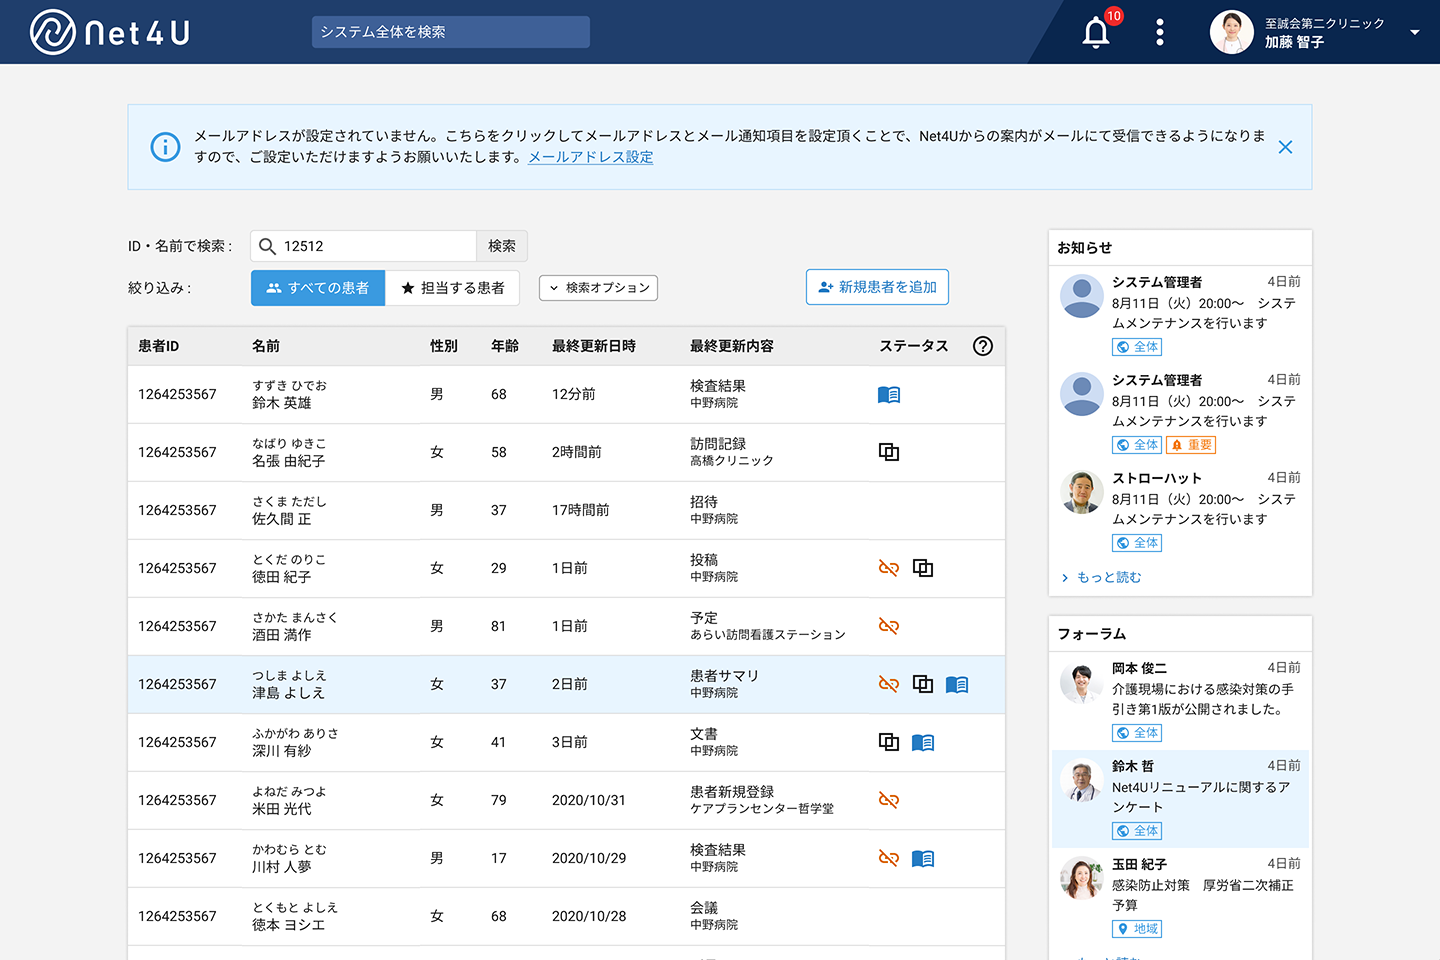 Net4U
システム全体を検索
10
至誠会第二クリニック
加藤 智子
メールアドレスが設定されていません。こちらをクリックしてメールアドレスとメール通知項目を設定頂くことで、Net4Uからの案内がメールにて受信できるようになりま
すので、ご設定いただけますようお願いいたします。メールアドレス設定
ID・名前で検索 :
12512
検索
絞り込み :
すべての患者
担当する患者
検索オプション
新規患者を追加
患者ID 名前 性別 年齢 最終更新日時 最終更新内容 ステータス
すずき ひでお 検査結果
1264253567 鈴木 英雄 男 68 12分前 中野病院
なばり ゆきこ 訪問記録
1264253567 名張 由紀子 女 58 2時間前 高橋クリニック
さくま ただし 招待
1264253567 佐久間 正 男 37 17時間前 中野病院
とくだ のりこ 投稿
1264253567 徳田 紀子 女 29 1日前 中野病院
さかた まんさく 予定
1264253567 酒田 満作 男 81 1日前 あらい訪問看護ステーション
つしま よしえ 患者サマリ
1264253567 津島 よしえ 女 37 2日前 中野病院
ふかがわ ありさ 文書
1264253567 深川 有紗 女 41 3日前 中野病院
よねだ みつよ 患者新規登録
1264253567 米田 光代 女 79 2020/10/31 ケアプランセンター哲学堂
かわむら とむ 検査結果
1264253567 川村 人夢 男 17 2020/10/29 中野病院
とくもと よしえ 会議
1264253567 徳本 ヨシエ 女 68 2020/10/28 中野病院
お知らせ
システム管理者 4日前
8月11日（火）20:00〜　システ
ムメンテナンスを行います
全体
システム管理者 4日前
8月11日（火）20:00〜　システ
ムメンテナンスを行います
全体 重要
ストローハット 4日前
8月11日（火）20:00〜　システ
ムメンテナンスを行います
全体
もっと読む
フォーラム
岡本 俊二 4日前
介護現場における感染対策の手
引き第1版が公開されました。
全体
鈴木 哲 4日前
Net4Uリニューアルに関するア
ンケート
全体
玉田 紀子 4日前
感染防止対策　厚労省二次補正
予算
地域